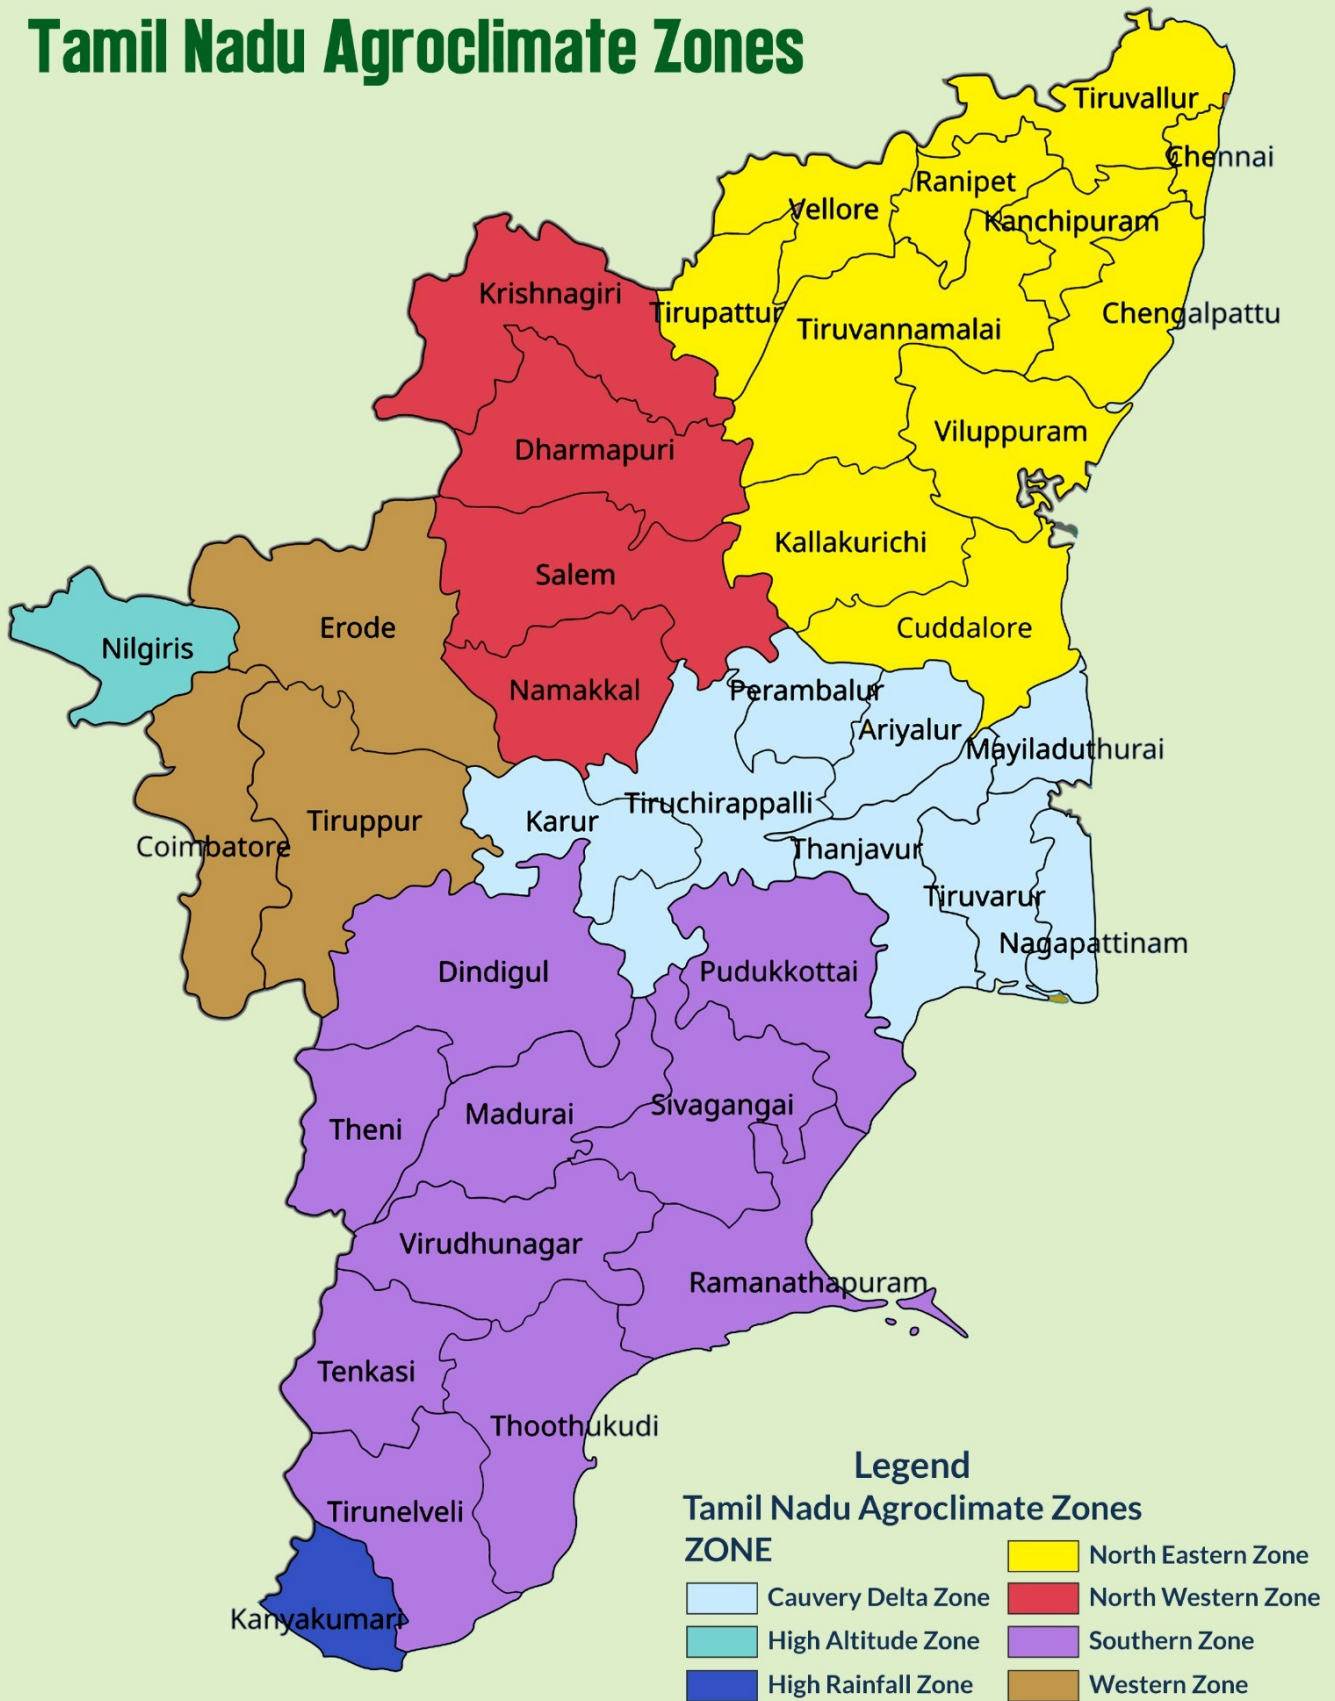 Tamil Nadu Agroclimate Zones
Tiruvallur
Chennai
Ranipet
Vellore
Kanchipuram
Krishnagiri
Tirupattur
Tiruvannamalai
Chengalpattu
Viluppuram
Dharmapuri
Kallakurichi
Salem
Erode
Cuddalore
Nilgiris
Namakkal
Perambalur
Ariyalur
Mayiladuthurai
Tiruchirappalli
Karur
Tiruppur
Coimbatore
Thanjavur
Tiruvarur
Nagapattinam
Dindigul
Pudukkottai
Sivagangai
Madurai
Theni
Virudhunagar
Ramanathapuram
Tenkasi
Thoothukudi
Tirunelveli
Kanyakumari
Legend
Tamil Nadu Agroclimate Zones
ZONE
Cauvery Delta Zone
High Altitude Zone
High Rainfall Zone
North Eastern Zone
North Western Zone
Southern Zone
Western Zone